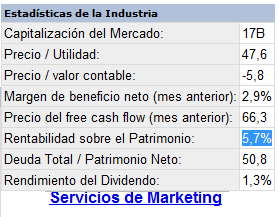 Estadísticas de la Industria
Capitalización del Mercado: 17B
Precio / Utilidad: 47,6
Precio / valor contable: -5,8
Margen de beneficio neto (mes anterior): 2,9%
Precio del free cash flow (mes anterior): 66,3
Rentabilidad sobre el Patrimonio: 5,7%
Deuda Total / Patrimonio Neto: 50,8
Rendimiento del Dividendo: 1,3%
Servicios de Marketing